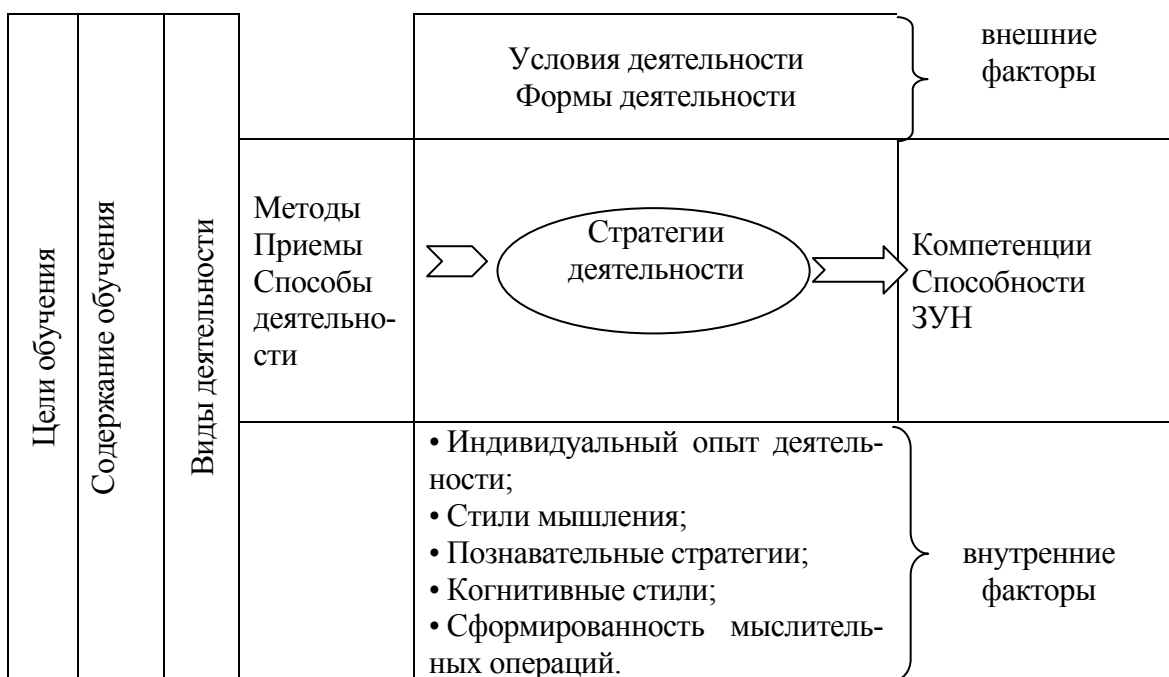 Цели обучения
Содержание обучения
Виды деятельности
Условия деятельности
Формы деятельности
внешние
факторы
Методы
Приемы
Способы
деятельно-
сти
Стратегии
деятельности
Компетенции
Способности
ЗУН
• Индивидуальный опыт деятель-
ности;
• Стили мышления;
• Познавательные стратегии;
• Когнитивные стили;
• Сформированность мыслитель-
ных операций.
внутренние
факторы